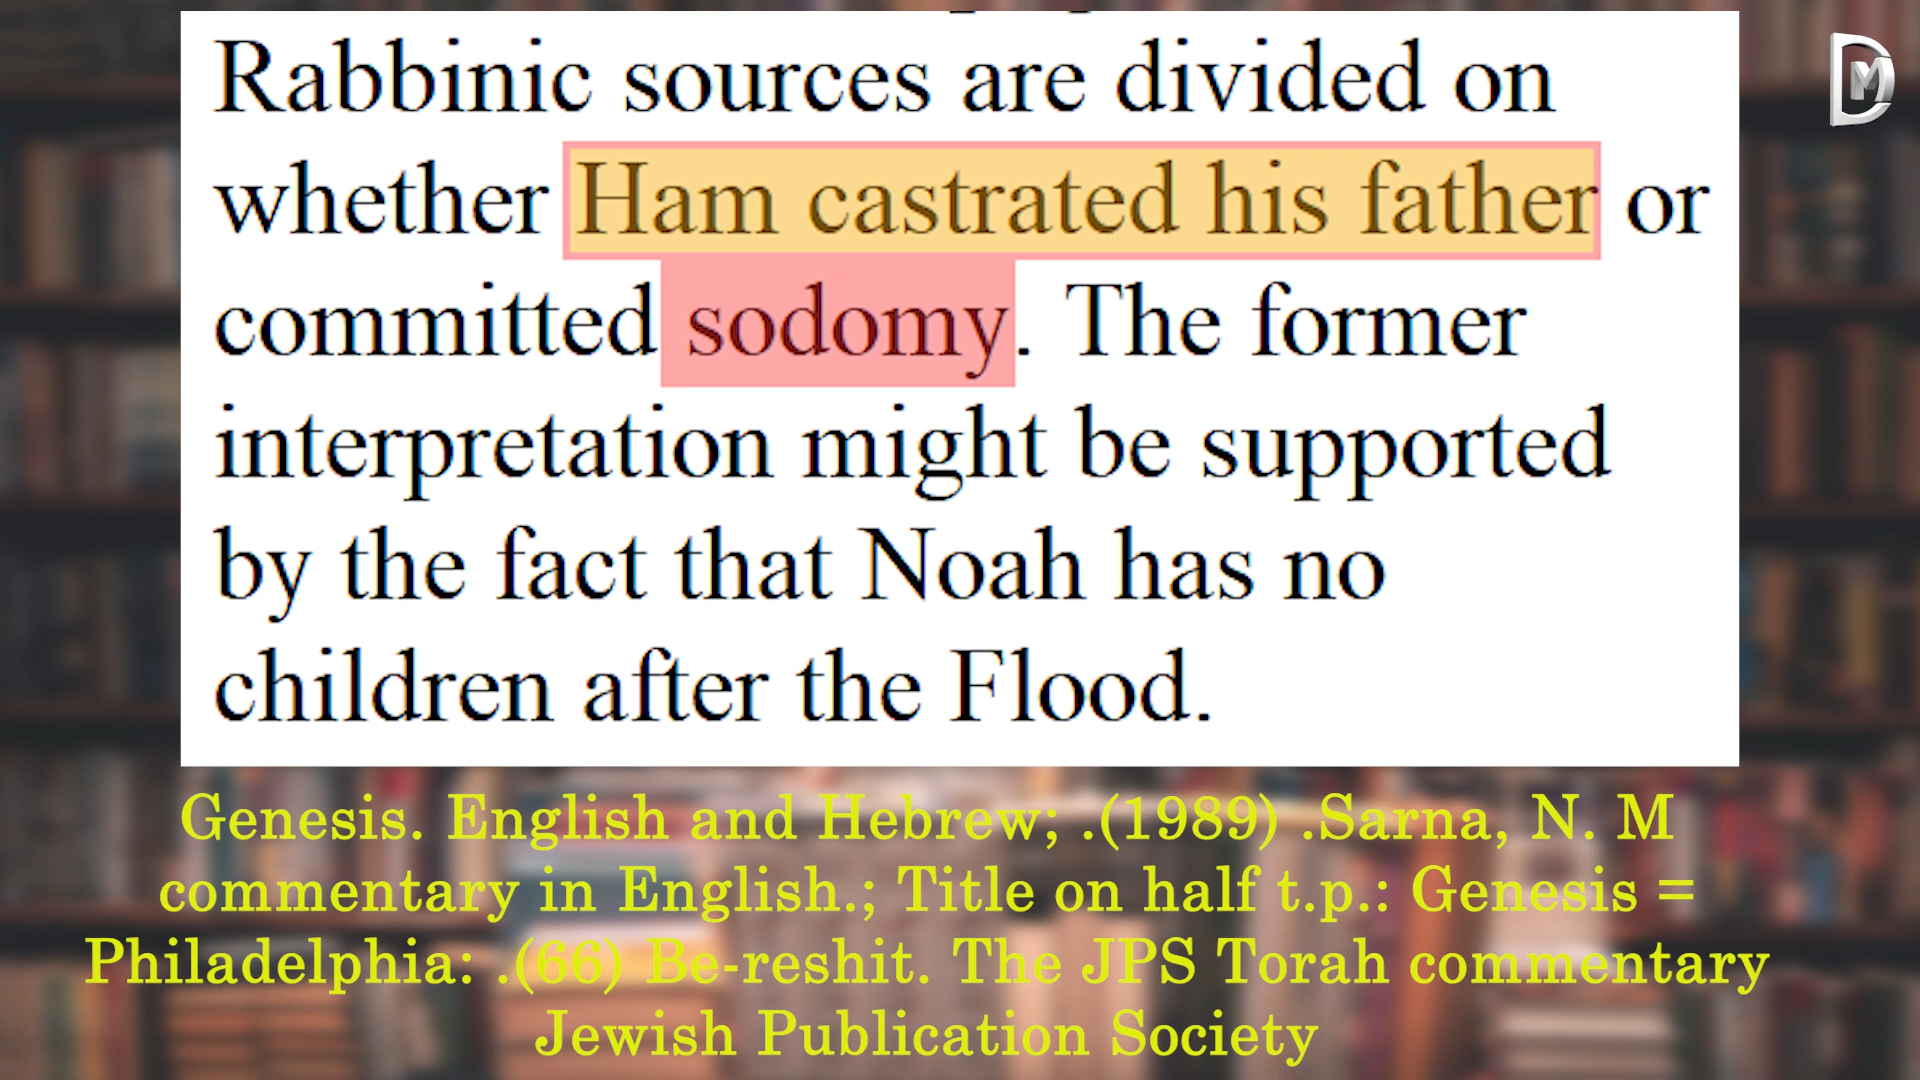 Rabbinic sources are divided on
whether Ham castrated his father or
committed sodomy. The former
interpretation might be supported
by the fact that Noah has no
children after the Flood.
Genesis. English and Hebrew; .(1989) .Sarna, N. M
commentary in English.; Title on half t.p.: Genesis =
Philadelphia: .(66) Be-reshit. The JPS Torah commentary
Jewish Publication Society
DM